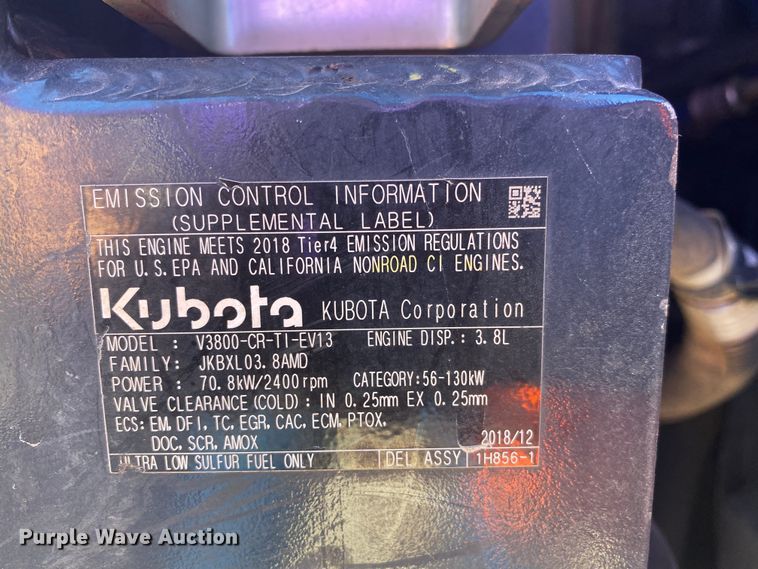 EMISSION CONTROL INFORMATION
(SUPPLEMENTAL LABEL)
THIS ENGINE MEETS 2018 Tier4 EMISSION REGULATIONS
FOR U.S.EPA AND CALIFORNIA NONROAD CI ENGINES.
Kubota KUBOTA Corporation
MODEL : V3800-CR-TI-EV13 ENGINE DISP.: 3.8L
FAMILY: JKBXL03.8AMD
POWER : 70.8kW/2400rpm CATEGORY:56-130kW
VALVE CLEARANCE(COLD): IN 0.25mm EX 0.25mm
ECS: EM, DFI, TC, EGR, CAC, ECM, PTOX,
DOC, SCR, AMOX 2018/12
ULTRA LOW SULFUR FUEL ONLY DEL ASSY 1H856-1
Purple Wave Auction